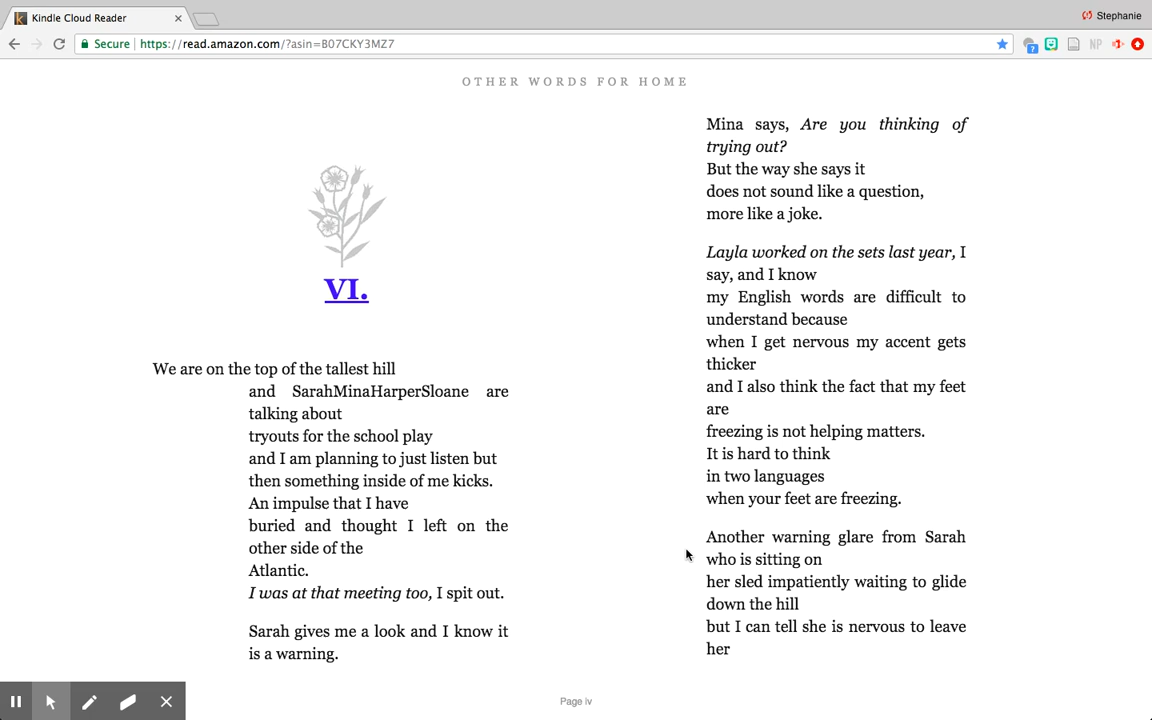 Kindle Cloud Reader
Stephanie
Secure
https://read.amazon.com/?asin=B07CKY3MZ7
NP
OTHER WORDS FOR HOME
VI.
We are on the top of the tallest hill
and SarahMinaHarperSloane are
talking about
tryouts for the school play
and I am planning to just listen but
then something inside of me kicks.
An impulse that I have
buried and thought I left on the
other side of the
Atlantic.
I was at that meeting too, I spit out.
Sarah gives me a look and I know it
is a warning.
Mina says, Are you thinking of
trying out?
But the way she says it
does not sound like a question,
more like a joke.
Layla worked on the sets last year, I
say, and I know
my English words are difficult to
understand because
when I get nervous my accent gets
thicker
and I also think the fact that my feet
are
freezing is not helping matters.
It is hard to think
in two languages
when your feet are freezing.
Another warning glare from Sarah
who is sitting on
her sled impatiently waiting to glide
down the hill
but I can tell she is nervous to leave
her
Page iv